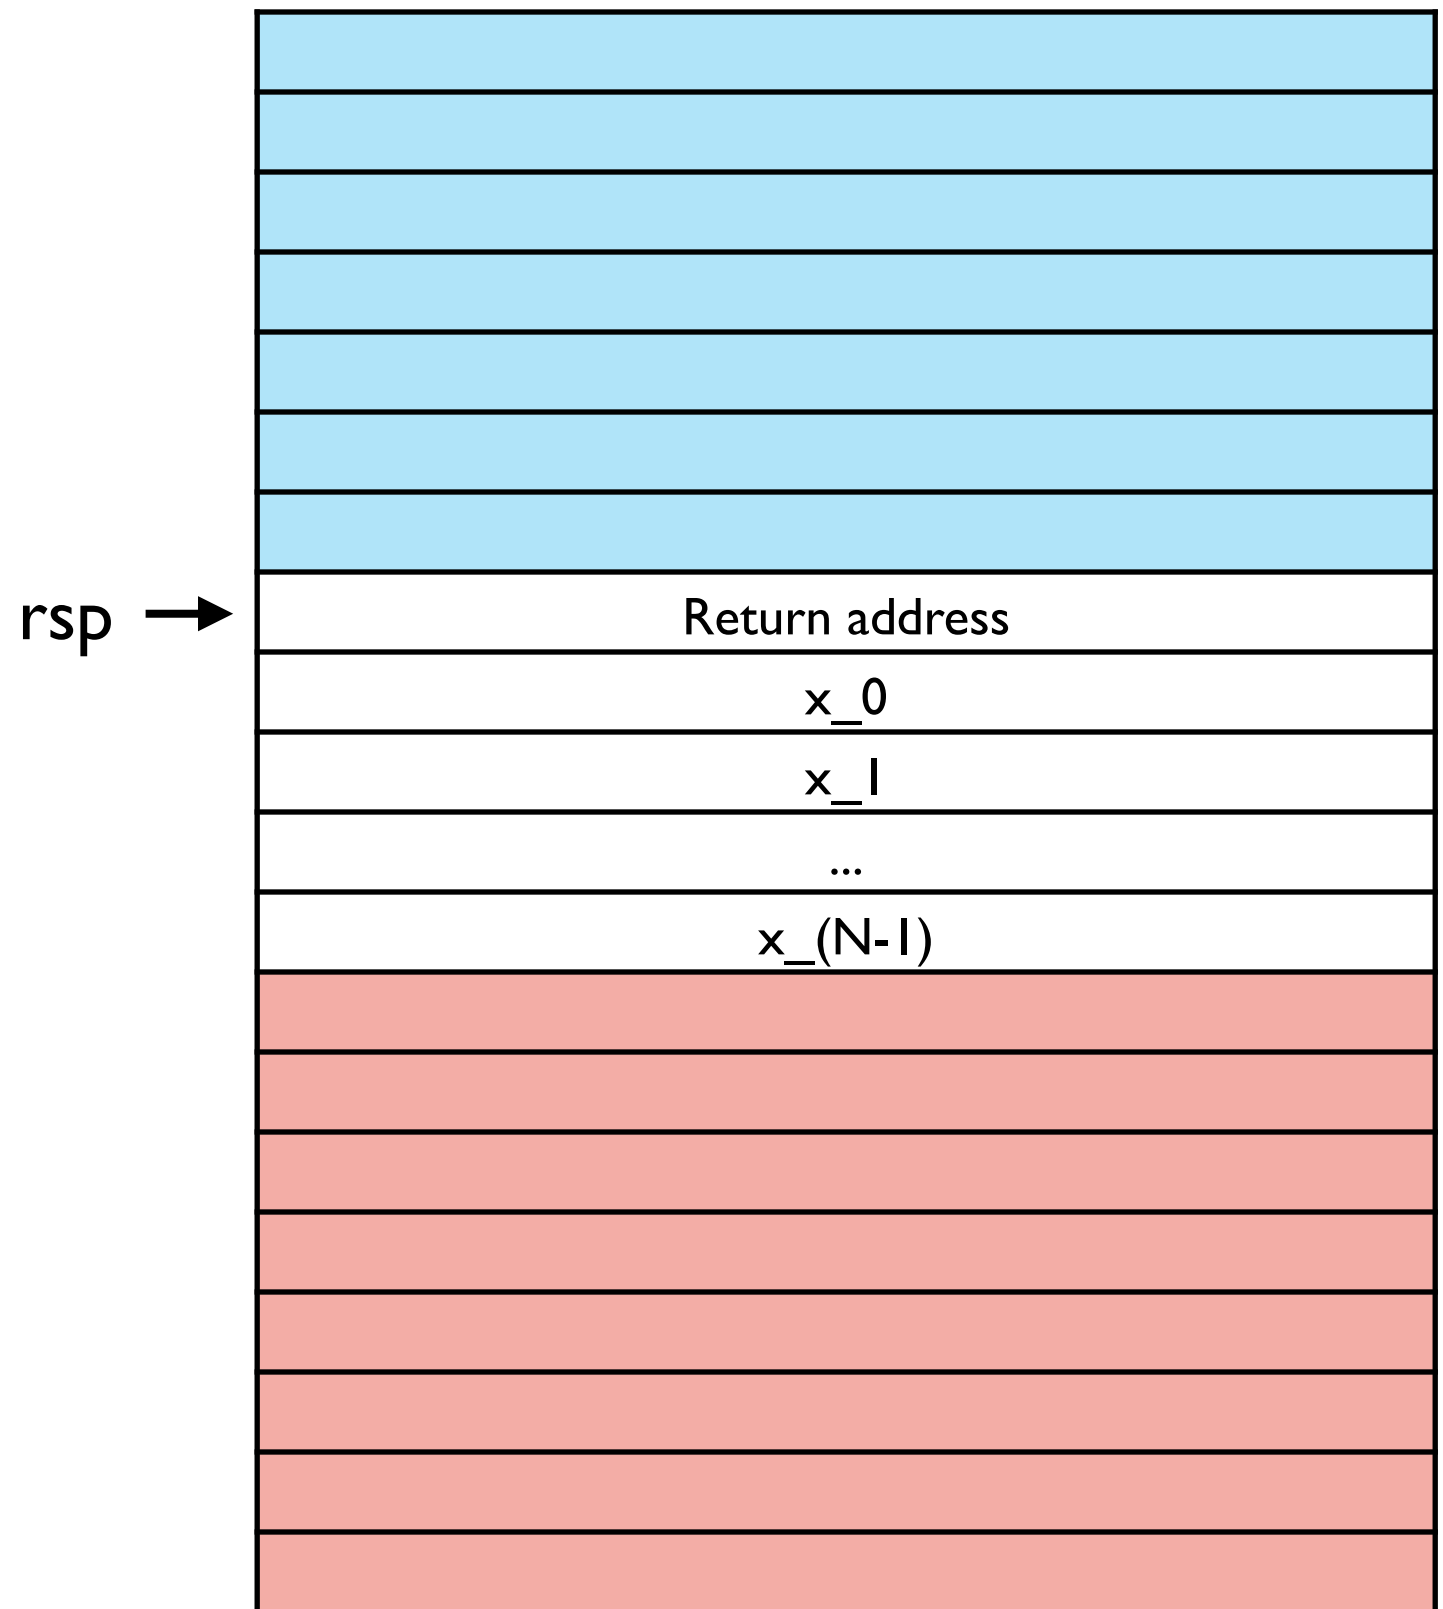 rsp
Return address
x_0
x_1
...
x_(N-1)